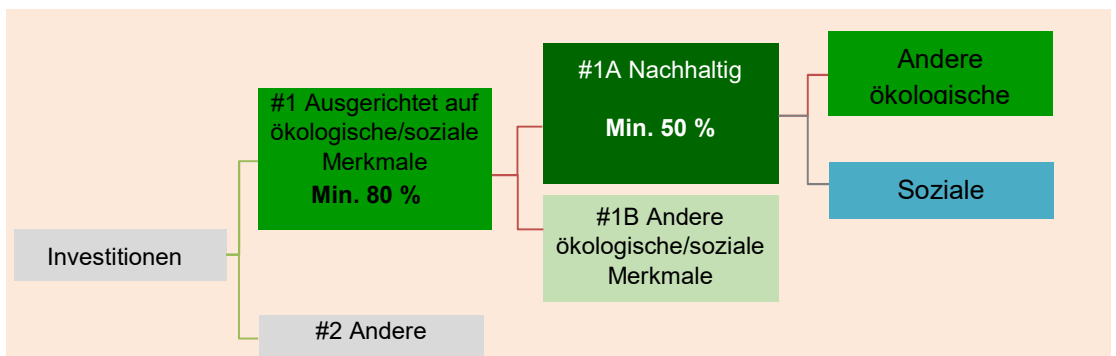 Investitionen
#1 Ausgerichtet auf
ökologische/soziale
Merkmale
Min. 80 %
#2 Andere
#1A Nachhaltig
Min. 50 %
#1B Andere
ökologische/soziale
Merkmale
Andere
ökologische
Soziale